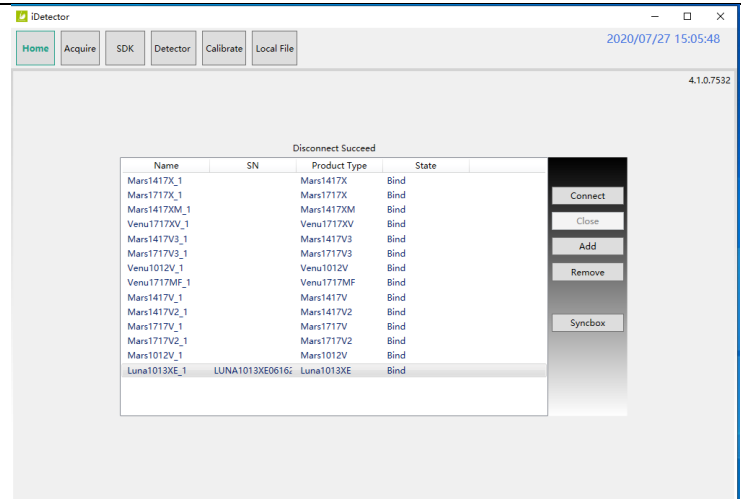 iDetector
Home Acquire SDK Detector Calibrate Local File 2020/07/27 15:05:48
4.1.0.7532
Disconnect Succeed
Name SN Product Type State
Mars1417X_1 Mars1417X Bind
Mars1717X_1 Mars1717X Bind Connect
Mars1417XM_1 Mars1417XM Bind
Venu1717XV_1 Venu1717XV Bind Close
Mars1417V3_1 Mars1417V3 Bind
Mars1717V3_1 Mars1717V3 Bind Add
Venu1012V_1 Venu1012V Bind
Venu1717MF_1 Venu1717MF Bind Remove
Mars1417V_1 Mars1417V Bind
Mars1417V2_1 Mars1417V2 Bind
Mars1717V_1 Mars1717V Bind Syncbox
Mars1717V2_1 Mars1717V2 Bind
Mars1012V_1 Mars1012V Bind
Luna1013XE_1 LUNA1013XE06162 Luna1013XE Bind